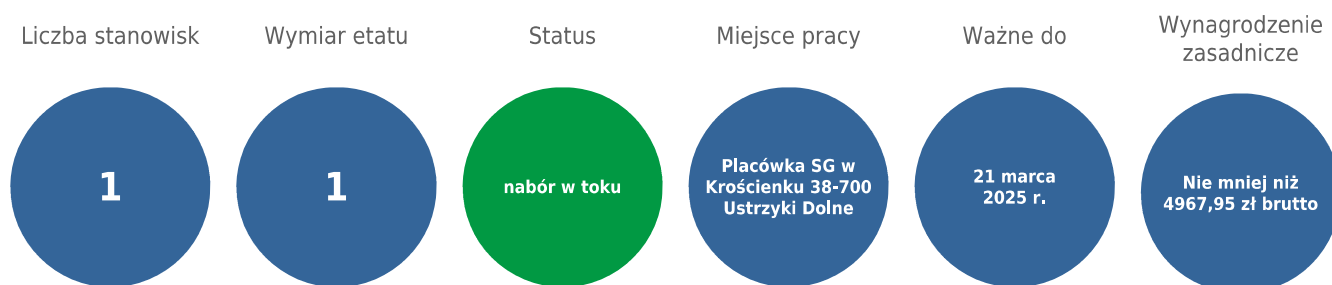 Liczba stanowisk
1
Wymiar etatu
1
Status
nabór w toku
Miejsce pracy
Placówka SG w
Krościenku 38-700
Ustrzyki Dolne
Ważne do
21 marca
2025 r.
Wynagrodzenie
zasadnicze
Nie mniej niż
4967,95 zł brutto